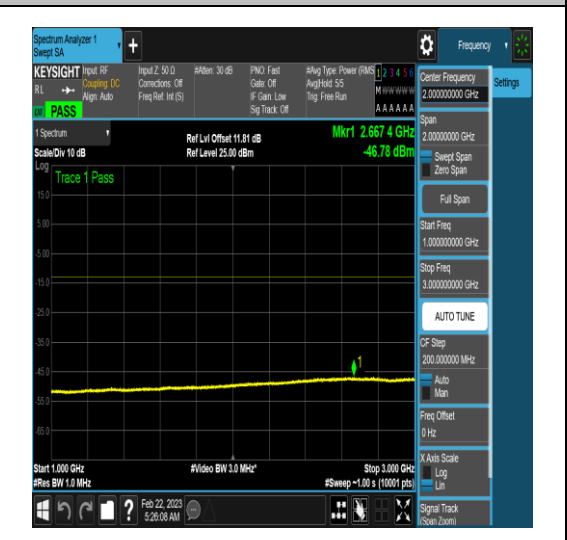 Spectrum Analyzer 1
Swept SA
+
Frequency
KEYSIGHT
RL
PASS
Input: RF
Coupling: DC
Align: Auto
Input Z: 50 Ω
Corrections: Off
Freq Ref: Int (S)
#Atten: 30 dB
PNO: Fast
Gate: Off
IF Gain: Low
Sig Track: Off
#Avg Type: Power (RMS
Avg|Hold: 5/5
Trig: Free Run
1 2 3 4 5 6
M W W W W W
A A A A A A
1 Spectrum
Scale/Div 10 dB
Log
Ref Lvl Offset 11.81 dB
Ref Level 25.00 dBm
Mkr1 2.667 4 GHz
-46.78 dBm
Trace 1 Pass
15.0
5.00
-5.00
-15.0
-25.0
-35.0
-45.0
-55.0
-65.0
1
Start 1.000 GHz
#Res BW 1.0 MHz
#Video BW 3.0 MHz*
Stop 3.000 GHz
#Sweep ~1.00 s (10001 pts)
Feb 22, 2023
5:26:08 AM
Center Frequency
2.000000000 GHz
Settings
Span
2.00000000 GHz
Swept Span
Zero Span
Full Span
Start Freq
1.000000000 GHz
Stop Freq
3.000000000 GHz
AUTO TUNE
CF Step
200.000000 MHz
Auto
Man
Freq Offset
0 Hz
X Axis Scale
Log
Lin
Signal Track
(Span Zoom)